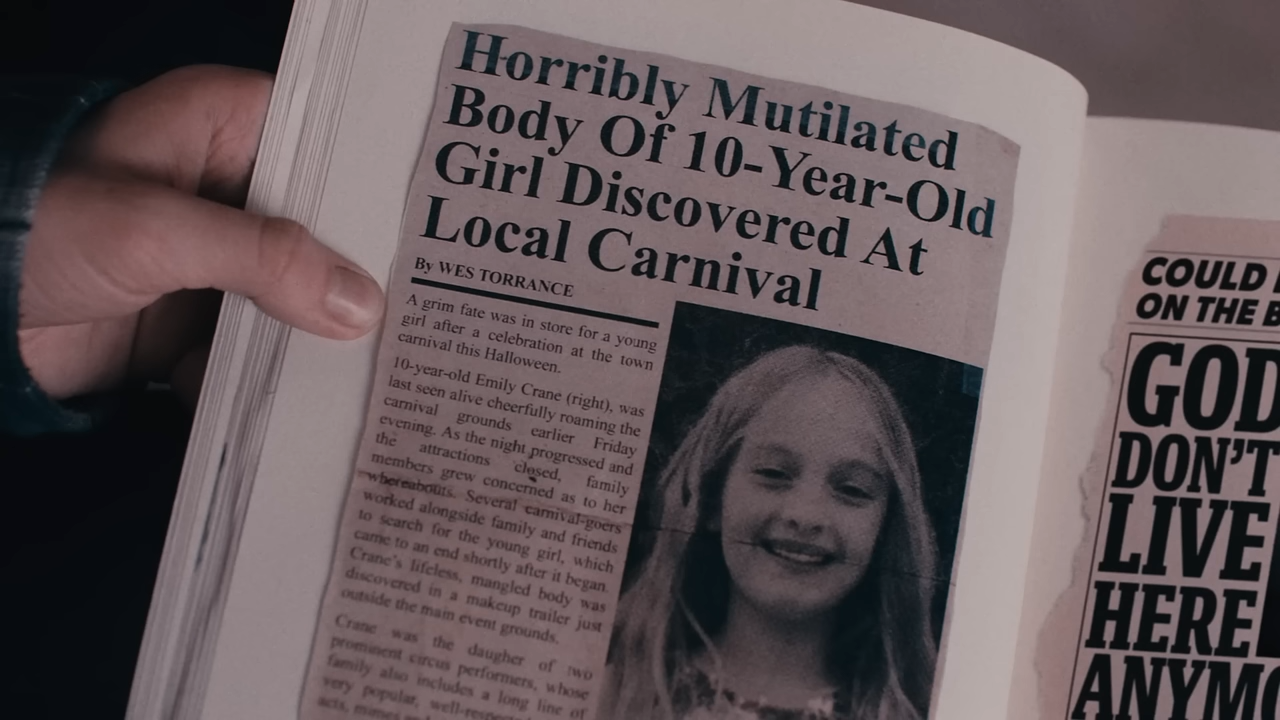 Horribly Mutilated
Body Of 10-Year-Old
Girl Discovered At
Local Carnival
By WES TORRANCE
A grim fate was in store for a young
girl after a celebration at the town
carnival this Halloween.
10-year-old Emily Crane (right), was
last seen alive cheerfully roaming the
carnival grounds earlier Friday
evening. As the night progressed and
the attractions closed, family
members grew concerned as to her
whereabouts. Several carnival-goers
worked alongside family and friends
to search for the young girl, which
came to an end shortly after it began
Crane's lifeless, mangled body was
discovered in a makeup trailer just
outside the main event grounds.
Crane was the daughter of two
prominent circus performers, whose
family also includes a long line of
very popular, well-respected
acts, mimes
COULD
ON THE B
GOD
DON'T
LIVE
HERE
ANYMO